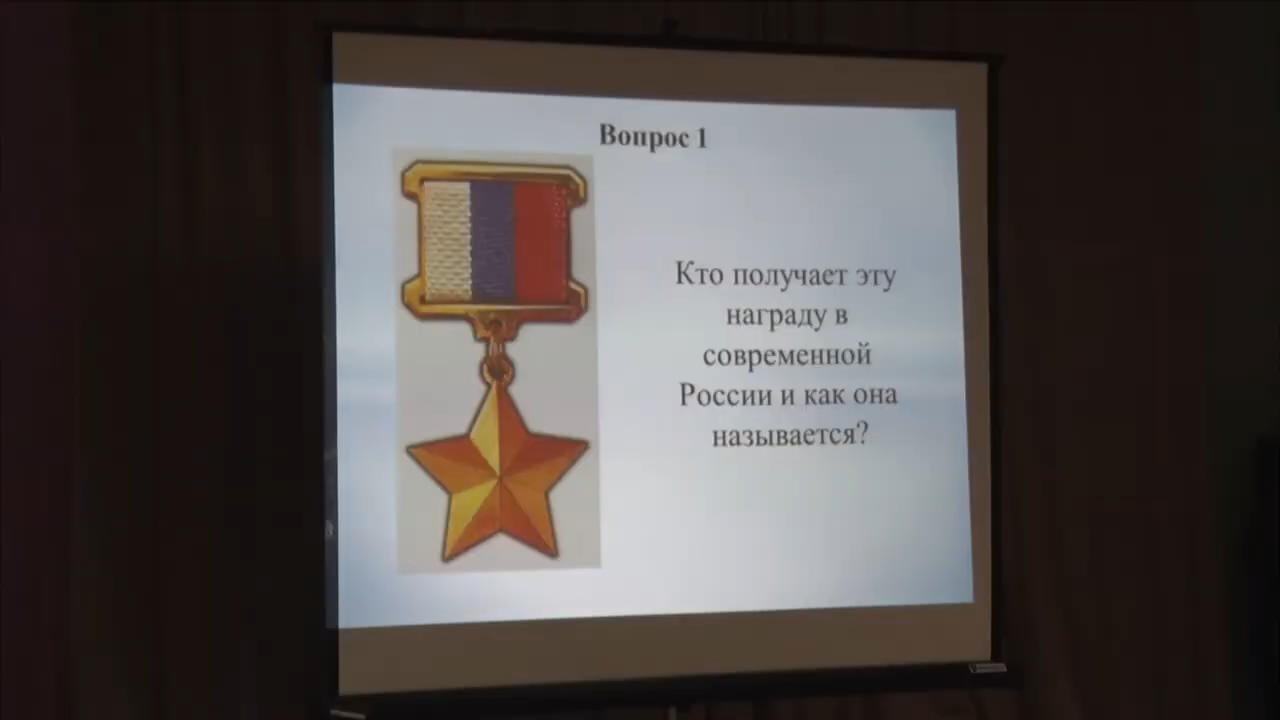 Вопрос 1
Кто получает эту
награду в
современной
России и как она
называется?